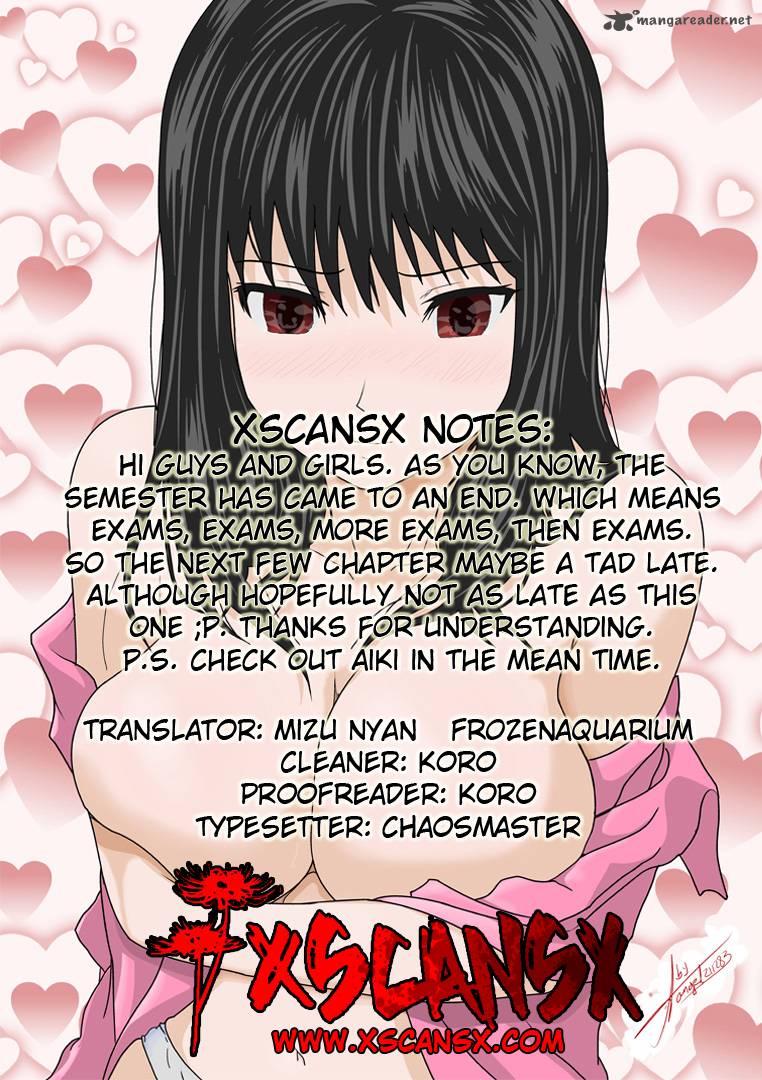 mangareader.net
XSCANSX NOTES:
HI GUYS AND GIRLS. AS YOU KNOW, THE
SEMESTER HAS CAME TO AN END. WHICH MEANS
EXAMS, EXAMS, MORE EXAMS, THEN EXAMS.
SO THE NEXT FEW CHAPTER MAYBE A TAD LATE.
ALTHOUGH HOPEFULLY NOT AS LATE AS THIS
ONE ;P. THANKS FOR UNDERSTANDING.
P.S. CHECK OUT AIKI IN THE MEAN TIME.
TRANSLATOR: MIZU NYAN FROZENAQUARIUM
CLEANER: KORO
PROOFREADER: KORO
TYPESETTER: CHAOSMASTER
XSCANSX
WWW.XSCANSX.COM
by